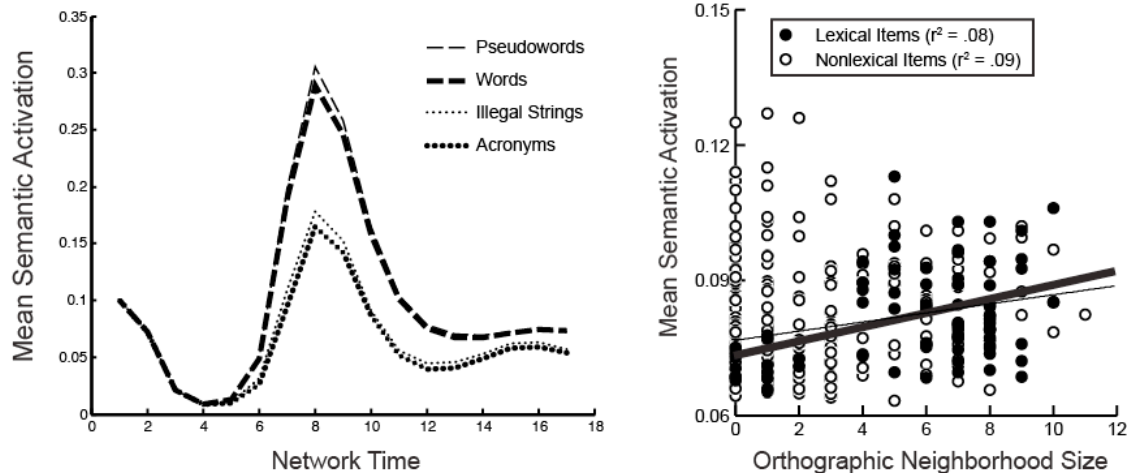 0.35
0.3
0.25
0.2
0.15
0.1
0.05
0
Mean Semantic Activation
Pseudowords
Words
Illegal Strings
Acronyms
0 2 4 6 8 10 12 14 16 18
Network Time
0.15
0.12
0.09
0.06
Mean Semantic Activation
Lexical Items (r² = .08)
Nonlexical Items (r² = .09)
0 2 4 6 8 10 12
Orthographic Neighborhood Size